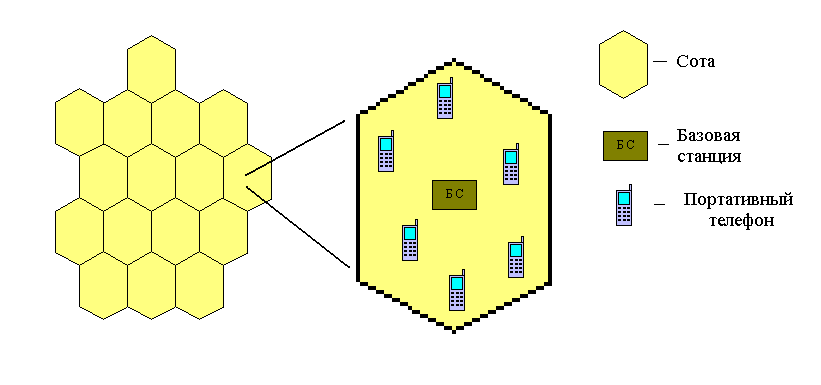 Сота
БС
Базовая
станция
БС
Портативный
телефон